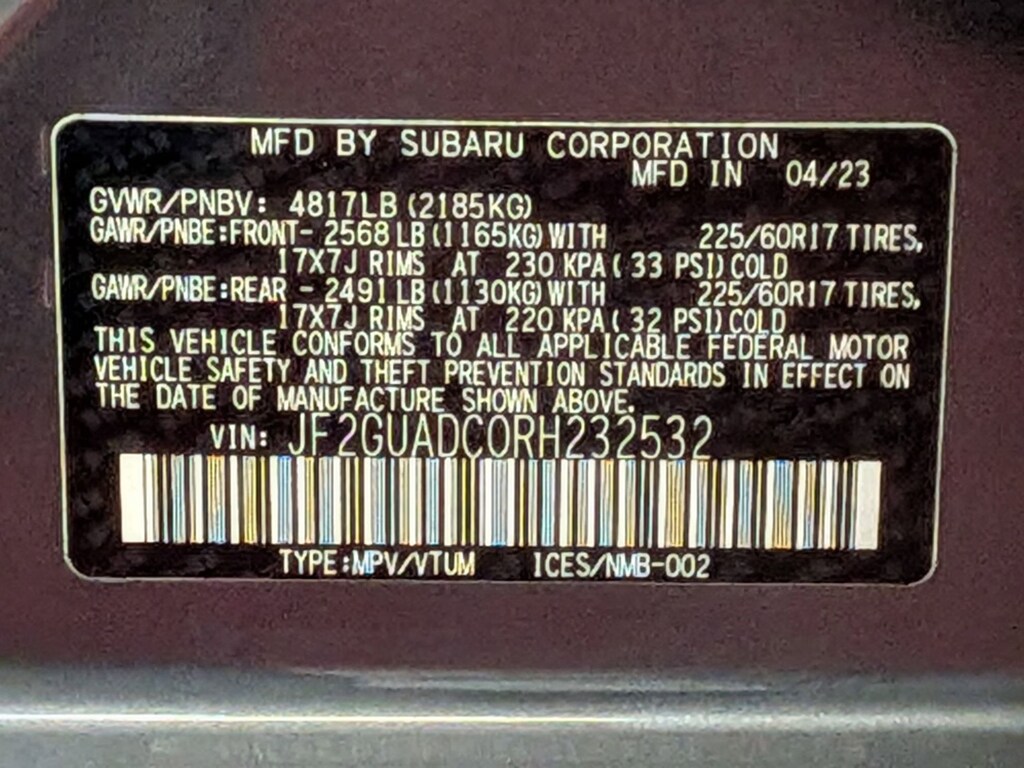 MFD BY SUBARU CORPORATION
MFD IN 04/23
GVWR/PNBV: 4817LB (2185KG)
GAWR/PNBE:FRONT- 2568 LB (1165KG) WITH 225/60R17 TIRES,
17X7J RIMS AT 230 KPA( 33 PSI) COLD
GAWR/PNBE:REAR - 2491 LB (1130KG) WITH 225/60R17 TIRES,
17X7J RIMS AT 220 KPA( 32 PSI) COLD
THIS VEHICLE CONFORMS TO ALL APPLICABLE FEDERAL MOTOR
VEHICLE SAFETY AND THEFT PREVENTION STANDARDS IN EFFECT ON
THE DATE OF MANUFACTURE SHOWN ABOVE.
VIN: JF2GUADC0RH232532
TYPE:MPV/VTUM ICES/NMB-002